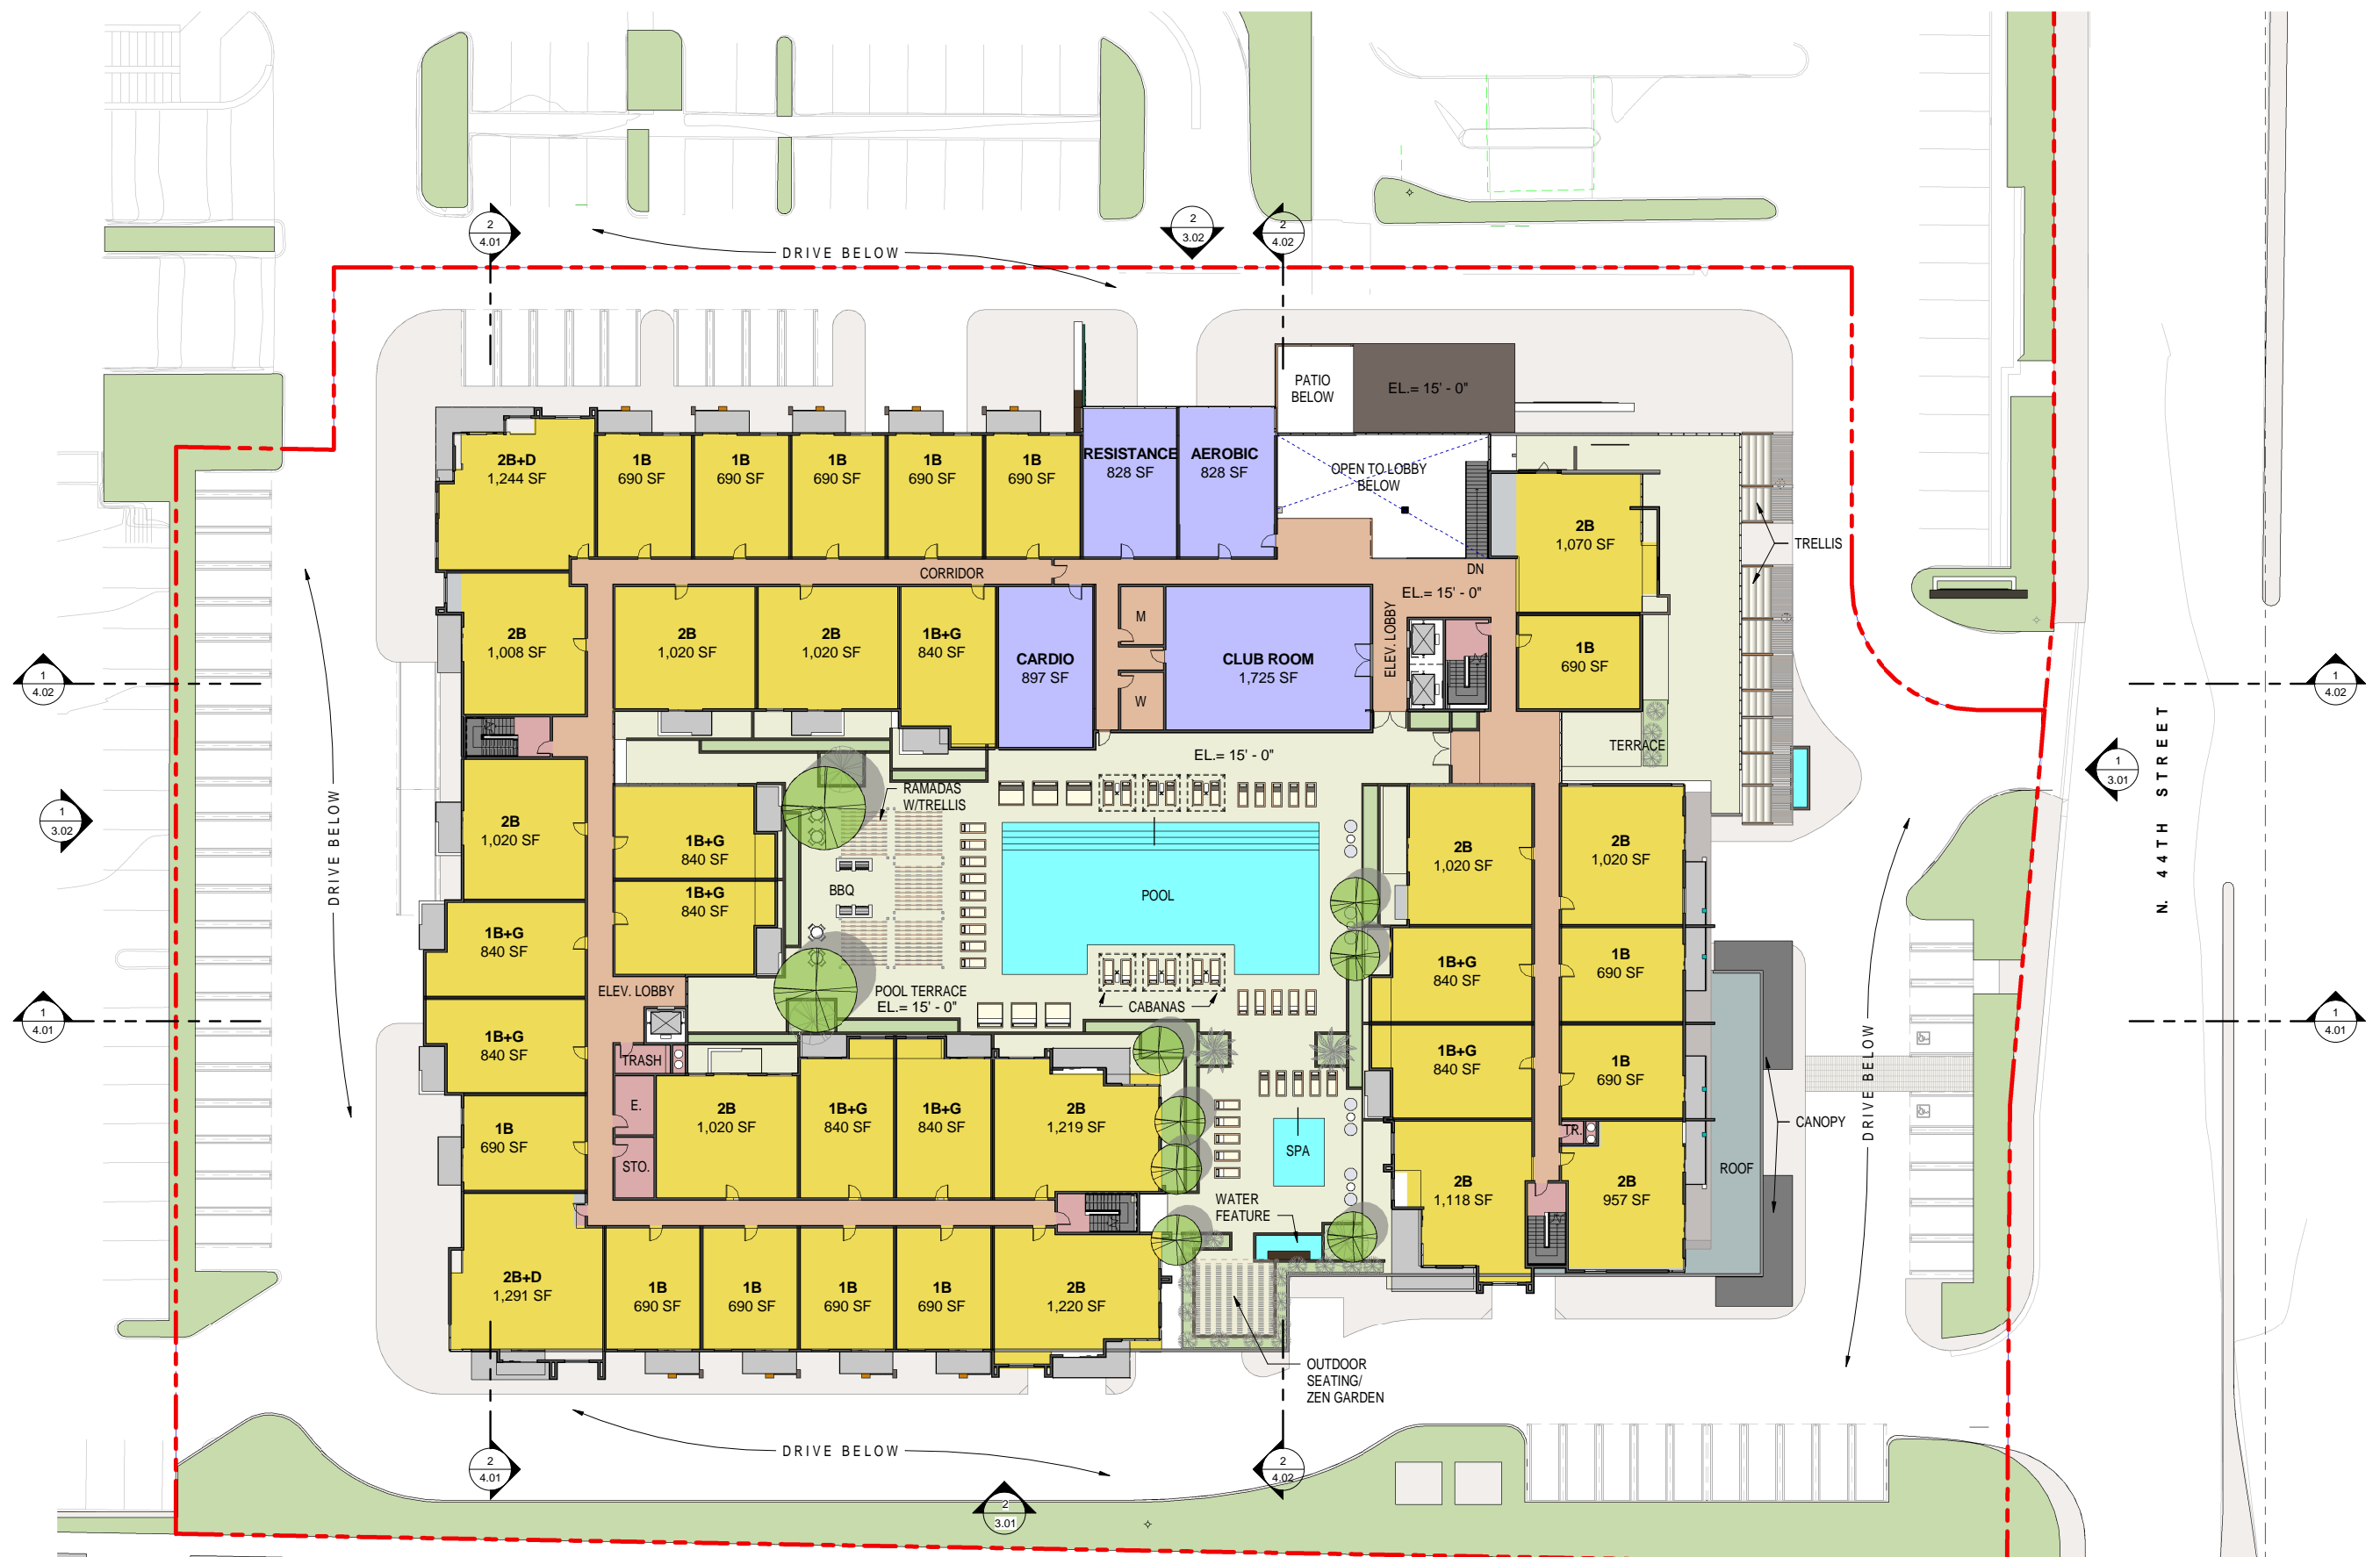 2
4.01
DRIVE BELOW
2
3.02
2
4.02
PATIO
BELOW
EL.= 15' - 0"
2B+D
1,244 SF
1B
690 SF
1B
690 SF
1B
690 SF
1B
690 SF
1B
690 SF
RESISTANCE
828 SF
AEROBIC
828 SF
OPEN TO LOBBY
BELOW
2B
1,070 SF
TRELLIS
CORRIDOR
DN
EL.= 15' - 0"
2B
1,008 SF
2B
1,020 SF
2B
1,020 SF
1B+G
840 SF
CARDIO
897 SF
M
W
CLUB ROOM
1,725 SF
ELEV. LOBBY
1B
690 SF
1
4.02
1
4.02
TERRACE
EL.= 15' - 0"
N. 44TH STREET
1
3.01
1
3.02
DRIVE BELOW
RAMADAS
W/TRELLIS
2B
1,020 SF
1B+G
840 SF
1B+G
840 SF
BBQ
POOL
2B
1,020 SF
2B
1,020 SF
1B+G
840 SF
1B+G
840 SF
1B
690 SF
ELEV. LOBBY
POOL TERRACE
EL.= 15' - 0"
CABANAS
1
4.01
1
4.01
1B+G
840 SF
TRASH
1B+G
840 SF
1B
690 SF
DRIVE BELOW
E.
2B
1,020 SF
1B+G
840 SF
1B+G
840 SF
2B
1,219 SF
CANOPY
1B
690 SF
STO.
SPA
TR.
ROOF
2B
1,118 SF
2B
957 SF
WATER
FEATURE
2B+D
1,291 SF
1B
690 SF
1B
690 SF
1B
690 SF
1B
690 SF
2B
1,220 SF
OUTDOOR
SEATING/
ZEN GARDEN
DRIVE BELOW
2
4.01
2
4.02
2
3.01